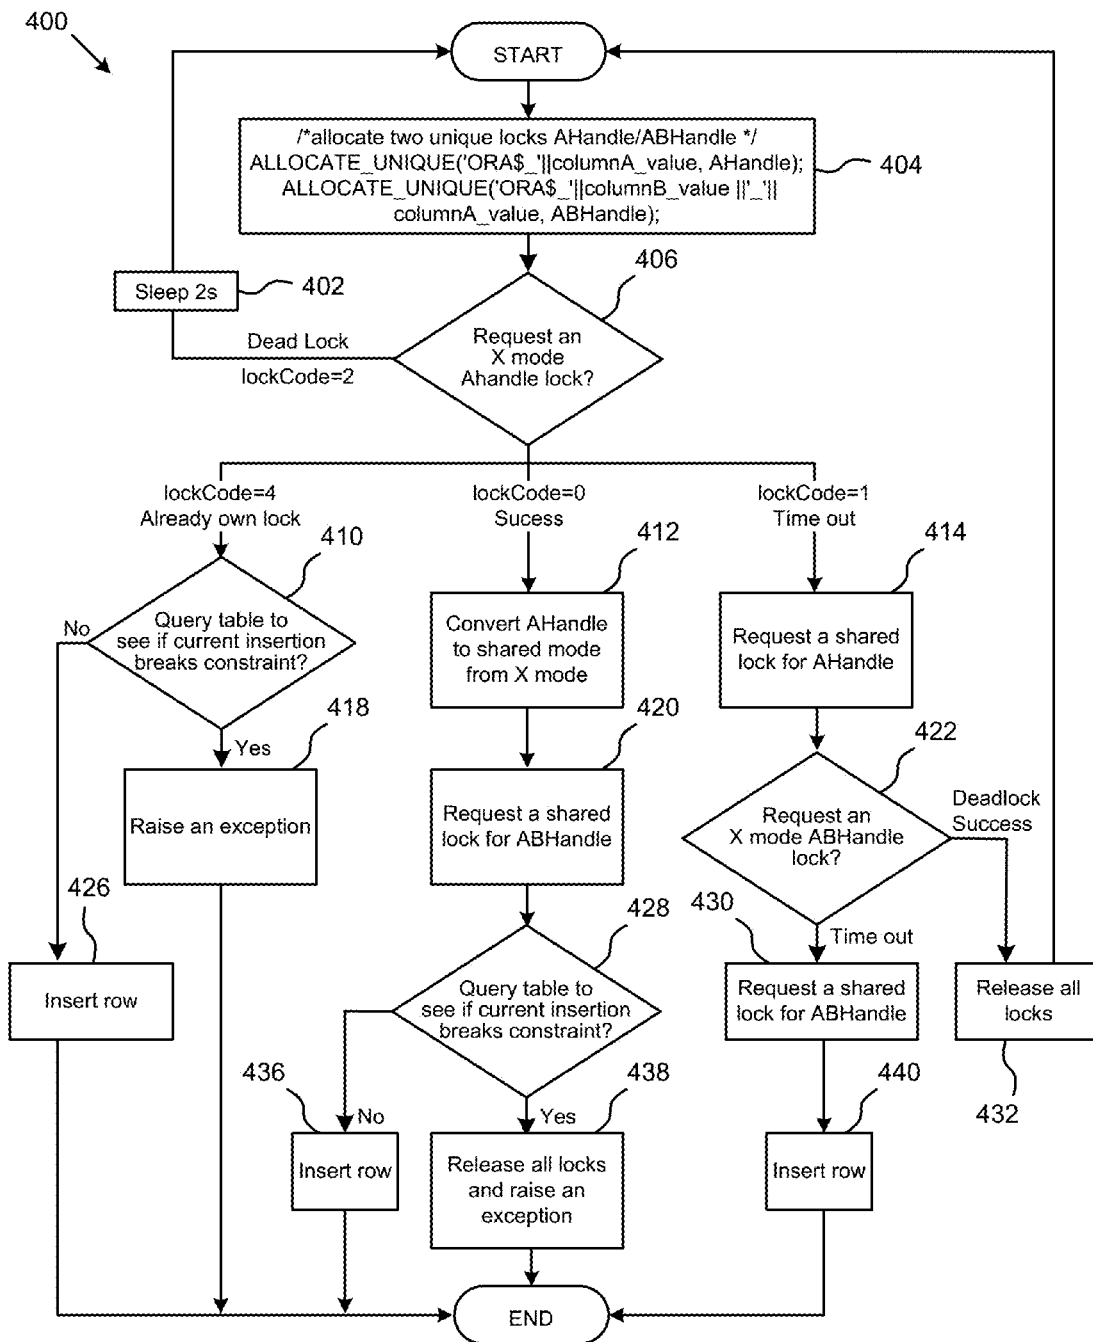 400
START
/*allocate two unique locks AHandle/ABHandle */
ALLOCATE_UNIQUE('ORA$_'||columnA_value, AHandle);
ALLOCATE_UNIQUE('ORA$_'||columnB_value ||'_'||
columnA_value, ABHandle);
404
Sleep 2s
402
406
Request an
X mode
Ahandle lock?
Dead Lock
lockCode=2
lockCode=4
Already own lock
lockCode=0
Sucess
lockCode=1
Time out
410
412
414
Query table to
see if current insertion
breaks constraint?
No
Yes
Convert AHandle
to shared mode
from X mode
Request a shared
lock for AHandle
418
420
422
Raise an exception
Request a shared
lock for ABHandle
Request an
X mode ABHandle
lock?
Deadlock
Success
Time out
426
428
430
Insert row
Query table to
see if current insertion
breaks constraint?
No
Yes
Request a shared
lock for ABHandle
Release all
locks
432
436
438
440
Insert row
Release all locks
and raise an
exception
Insert row
END